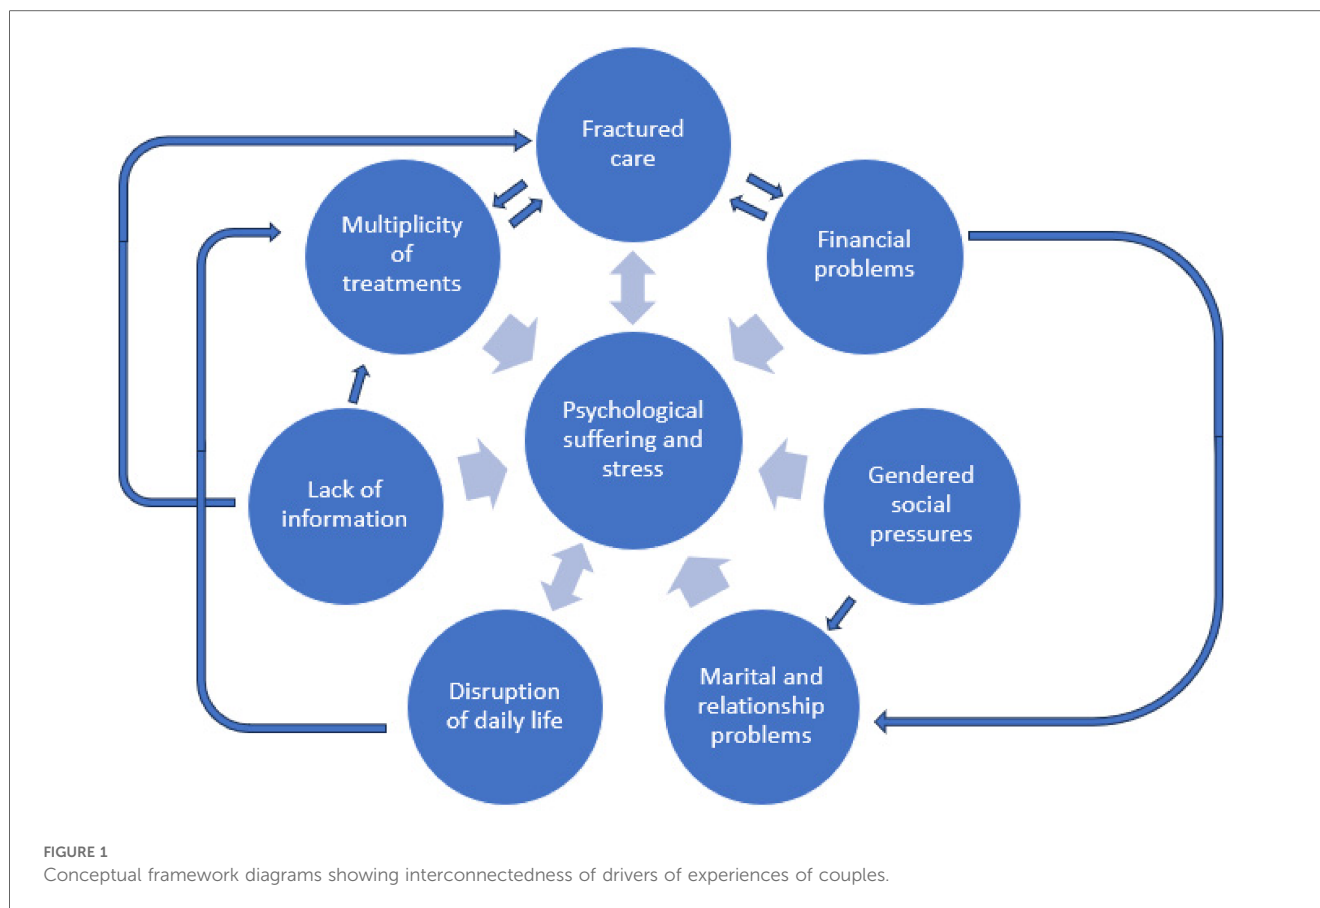 Fractured
care
Multiplicity
of
treatments
Financial
problems
Psychological
suffering and
stress
Lack of
information
Gendered
social
pressures
Disruption
of daily life
Marital and
relationship
problems
FIGURE 1
Conceptual framework diagrams showing interconnectedness of drivers of experiences of couples.